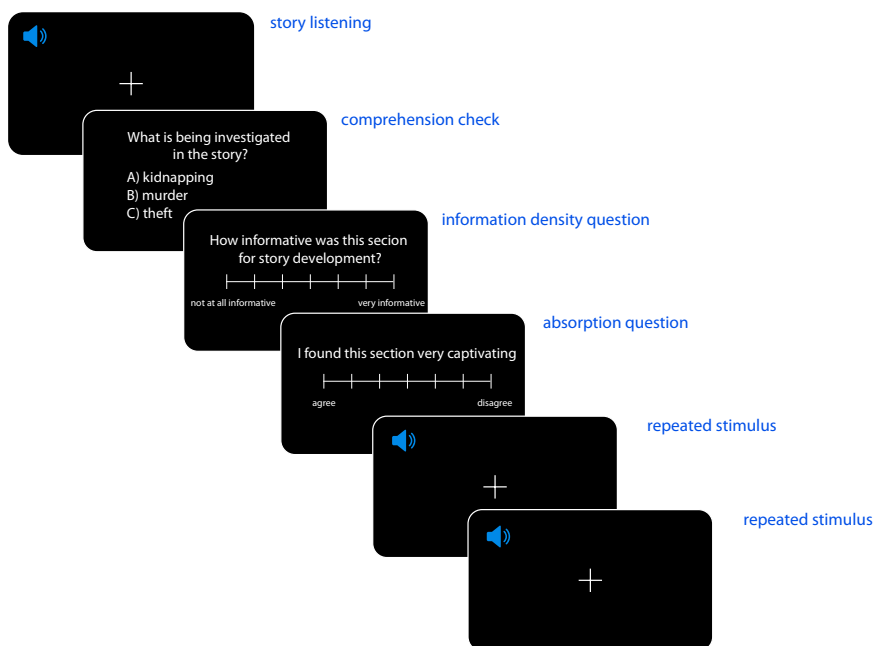 story listening
comprehension check
What is being investigated
in the story?
A) kidnapping
B) murder
C) theft
information density question
How informative was this secion
for story development?
not at all informative
very informative
absorption question
I found this section very captivating
agree
disagree
repeated stimulus
repeated stimulus